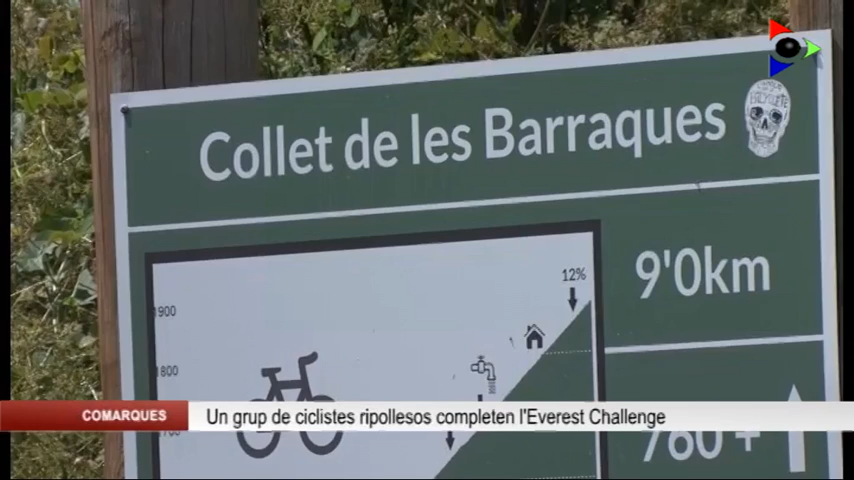 Collet de les Barraques
9'0km
12%
1900
1800
COMARQUES
Un grup de ciclistes ripollesos completen l'Everest Challenge
760 +